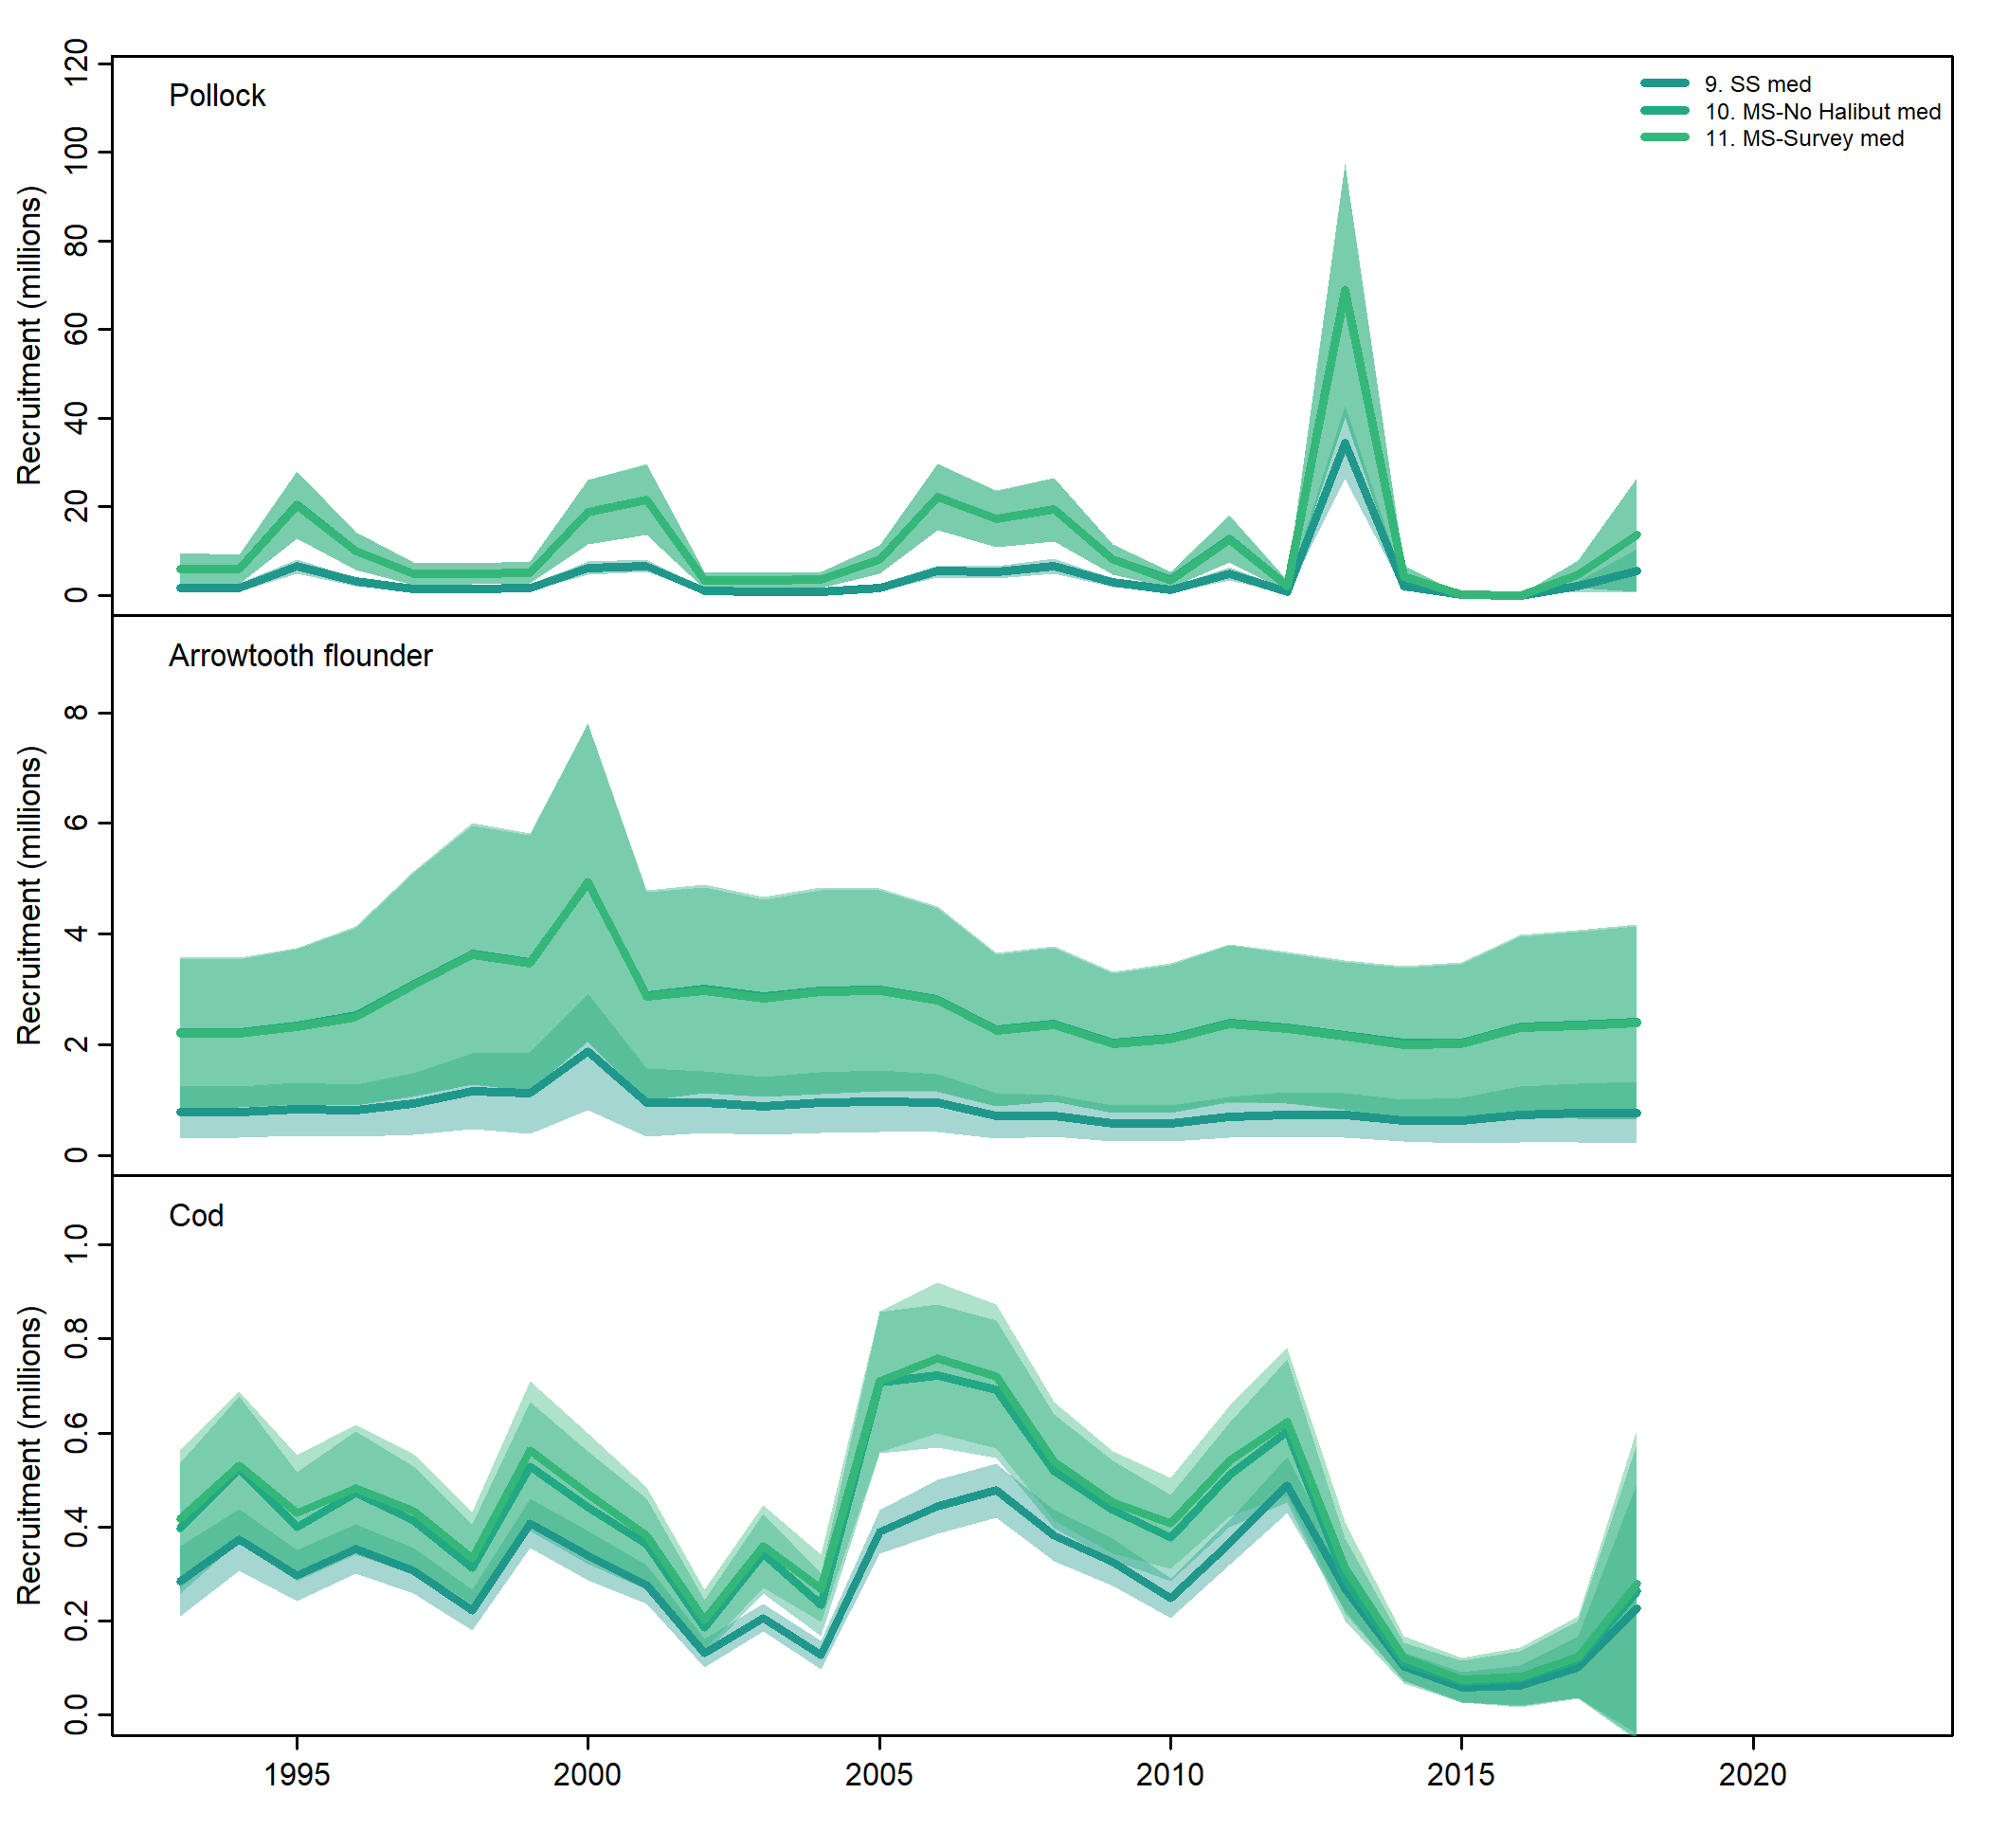 Pollock
9. SS med
10. MS-No Halibut med
11. MS-Survey med
Recruitment (millions)
120
100
80
60
40
20
0
Arrowtooth flounder
Recruitment (millions)
8
6
4
2
0
Cod
Recruitment (millions)
1.0
0.8
0.6
0.4
0.2
0.0
1995 2000 2005 2010 2015 2020